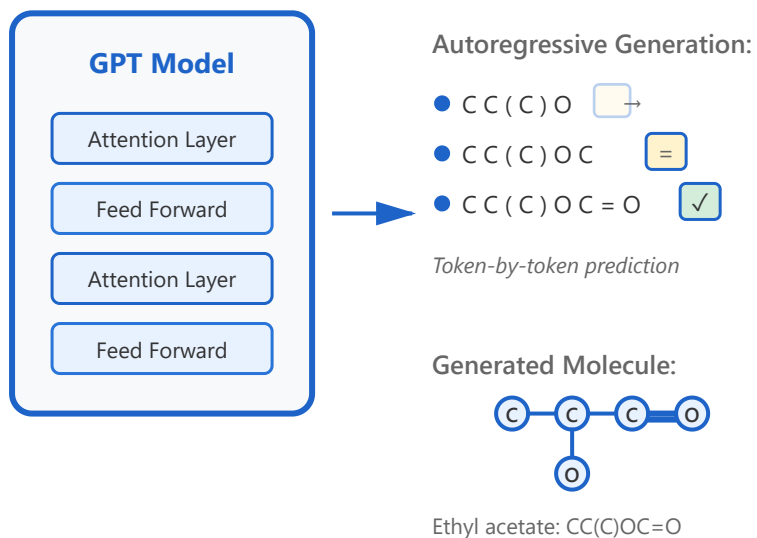 GPT Model
Attention Layer
Feed Forward
Attention Layer
Feed Forward
Autoregressive Generation:
● C C ( C ) O →
● C C ( C ) O C =
● C C ( C ) O C = O ✓
Token-by-token prediction
Generated Molecule:
C C C O
O
Ethyl acetate: CC(C)OC=O